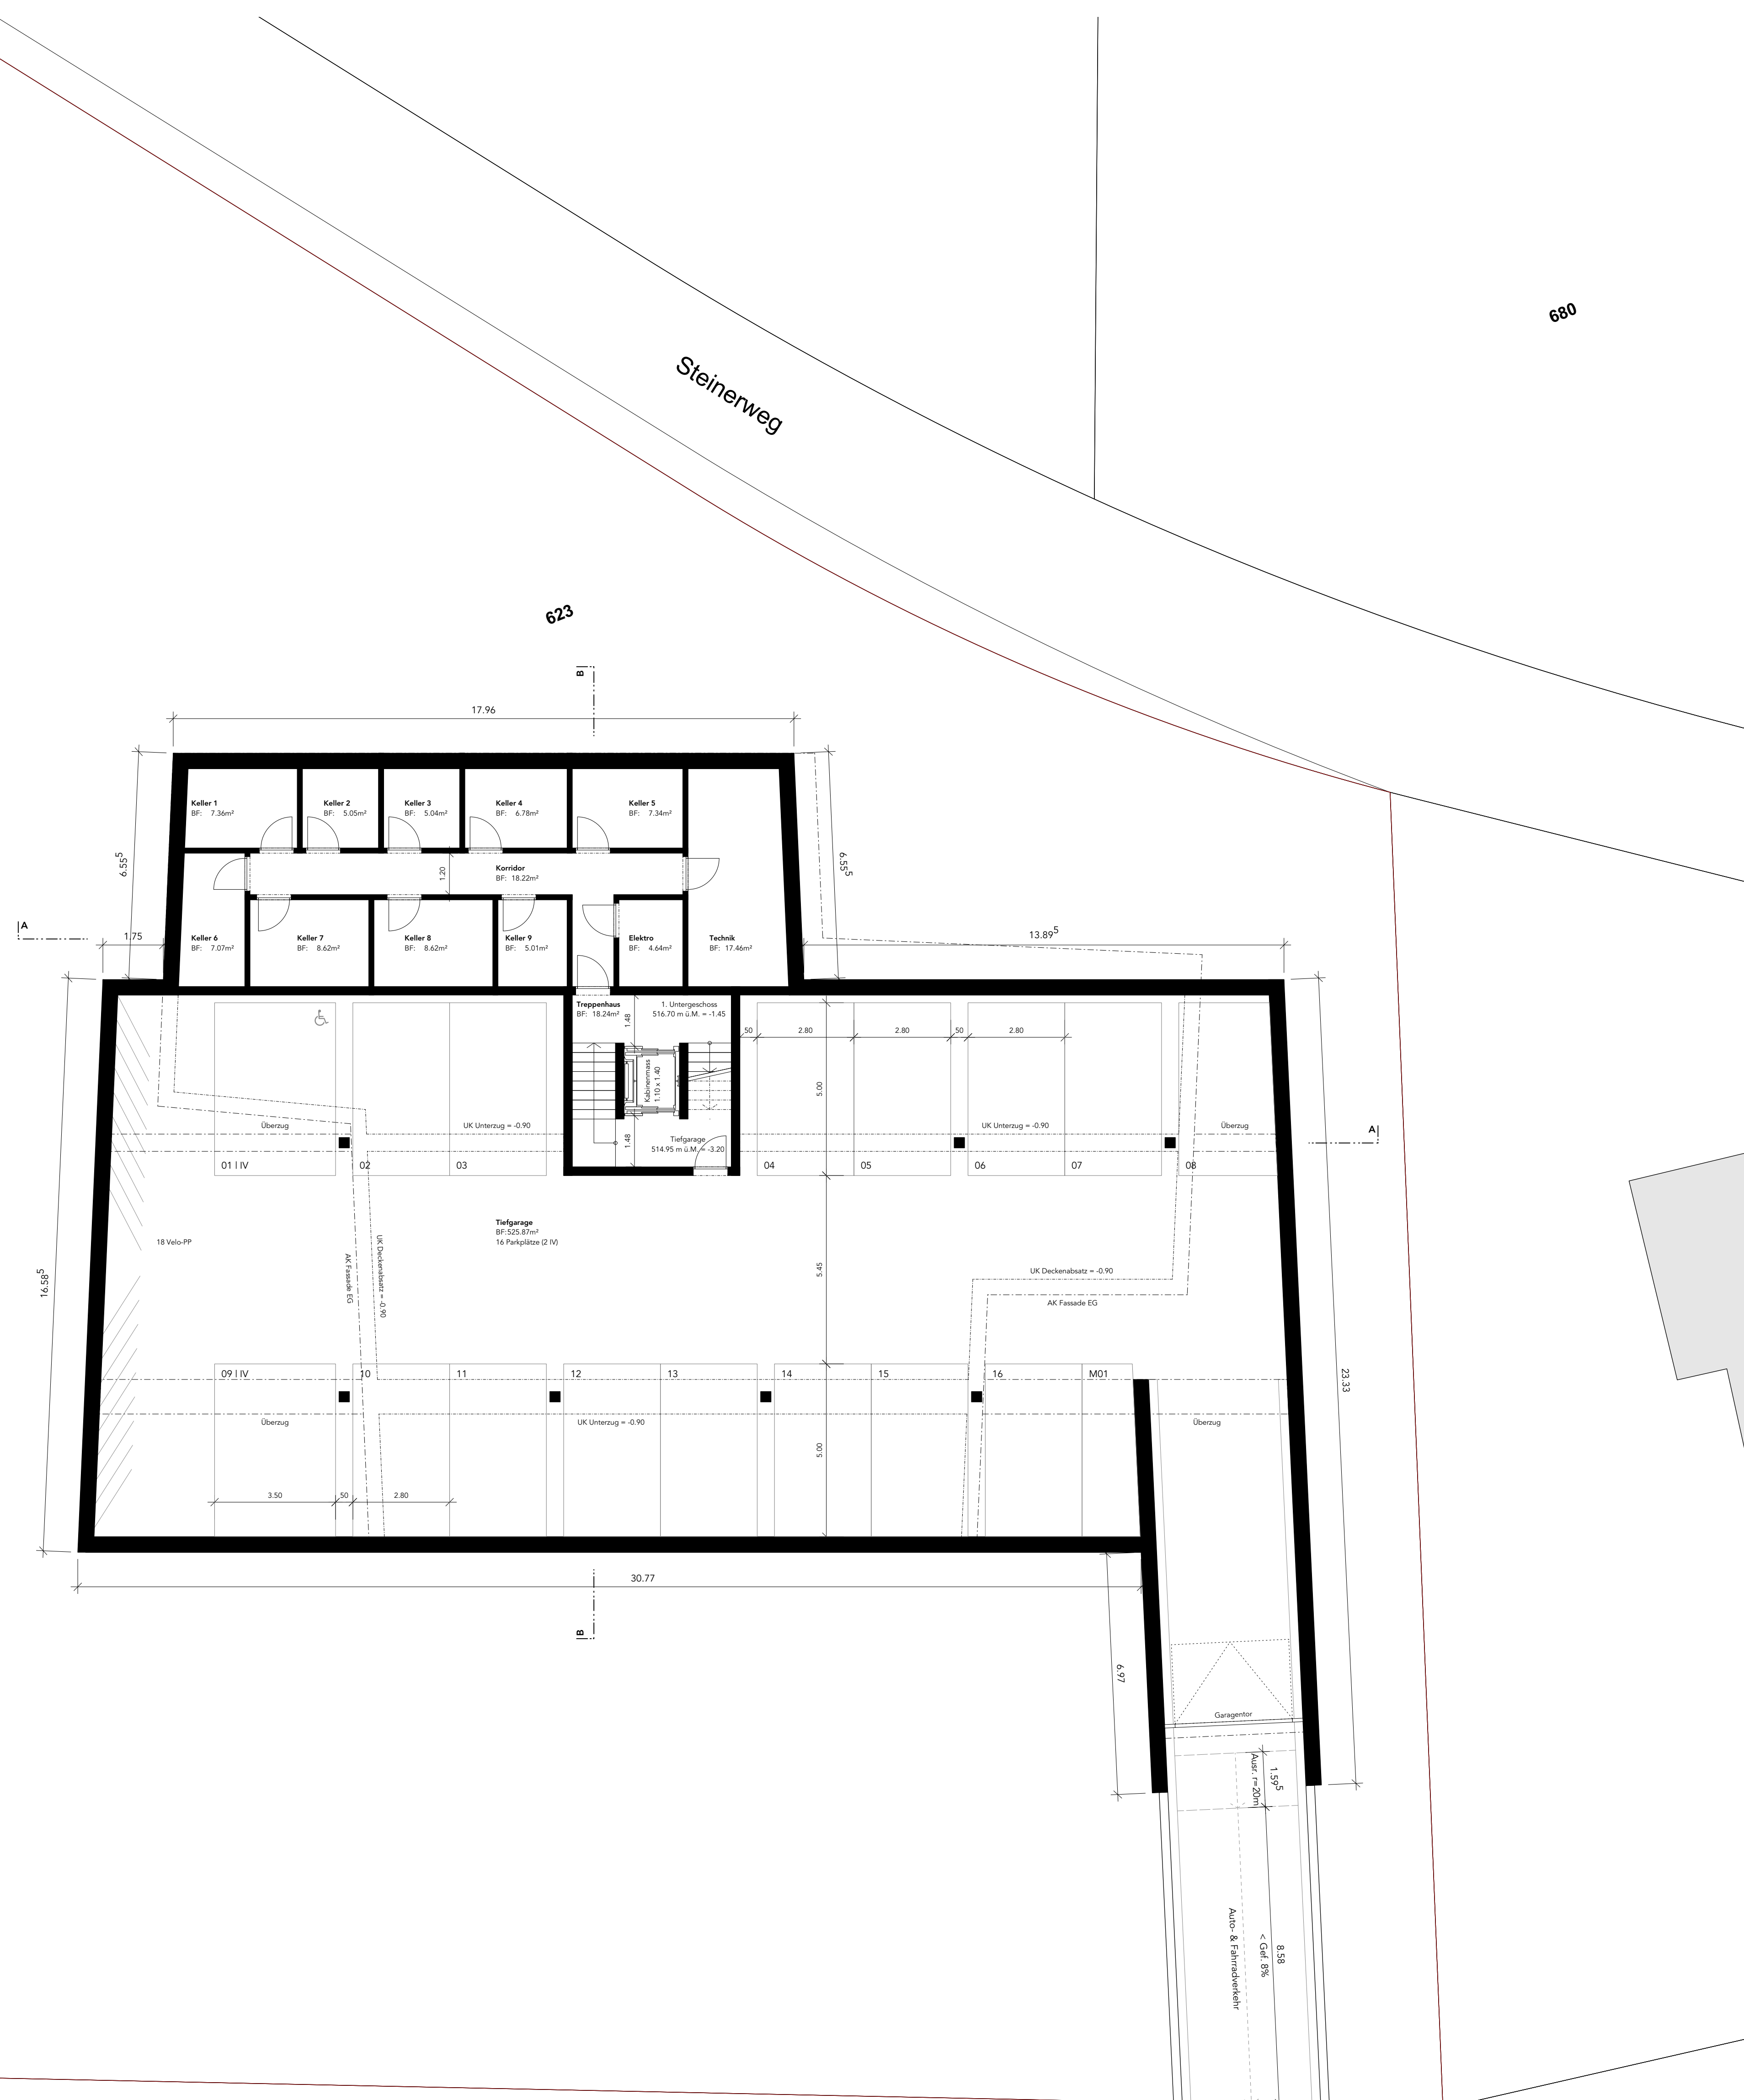 680
Steinerweg
623
B
17.96
6.55⁵
6.55⁵
Keller 1
BF: 7.36m²
Keller 2
BF: 5.05m²
Keller 3
BF: 5.04m²
Keller 4
BF: 6.78m²
Keller 5
BF: 7.34m²
Korridor
BF: 18.22m²
1.20
A
1.75
13.89⁵
Keller 6
BF: 7.07m²
Keller 7
BF: 8.62m²
Keller 8
BF: 8.62m²
Keller 9
BF: 5.01m²
Elektro
BF: 4.64m²
Technik
BF: 17.46m²
Treppenhaus
BF: 18.24m²
1. Untergeschoss
516.70 m ü.M. = -1.45
1.48
50
2.80
2.80
50
2.80
Kabinenmass
1.10 x 1.40
5.00
Überzug
UK Unterzug = -0.90
UK Unterzug = -0.90
Überzug
A
1.48
Tiefgarage
514.95 m ü.M. = -3.20
01 | IV
02
03
04
05
06
07
08
Tiefgarage
BF: 525.87m²
16 Parkplätze (2 IV)
18 Velo-PP
AK Fassade EG
UK Deckenabsatz = -0.90
5.45
UK Deckenabsatz = -0.90
AK Fassade EG
16.58⁵
23.33
09 | IV
10
11
12
13
14
15
16
M01
Überzug
UK Unterzug = -0.90
Überzug
5.00
3.50
50
2.80
30.77
B
6.97
Garagentor
Ausr. r=20m
1.59⁵
Auto- & Fahrradverkehr
< Gef. 8%
8.58